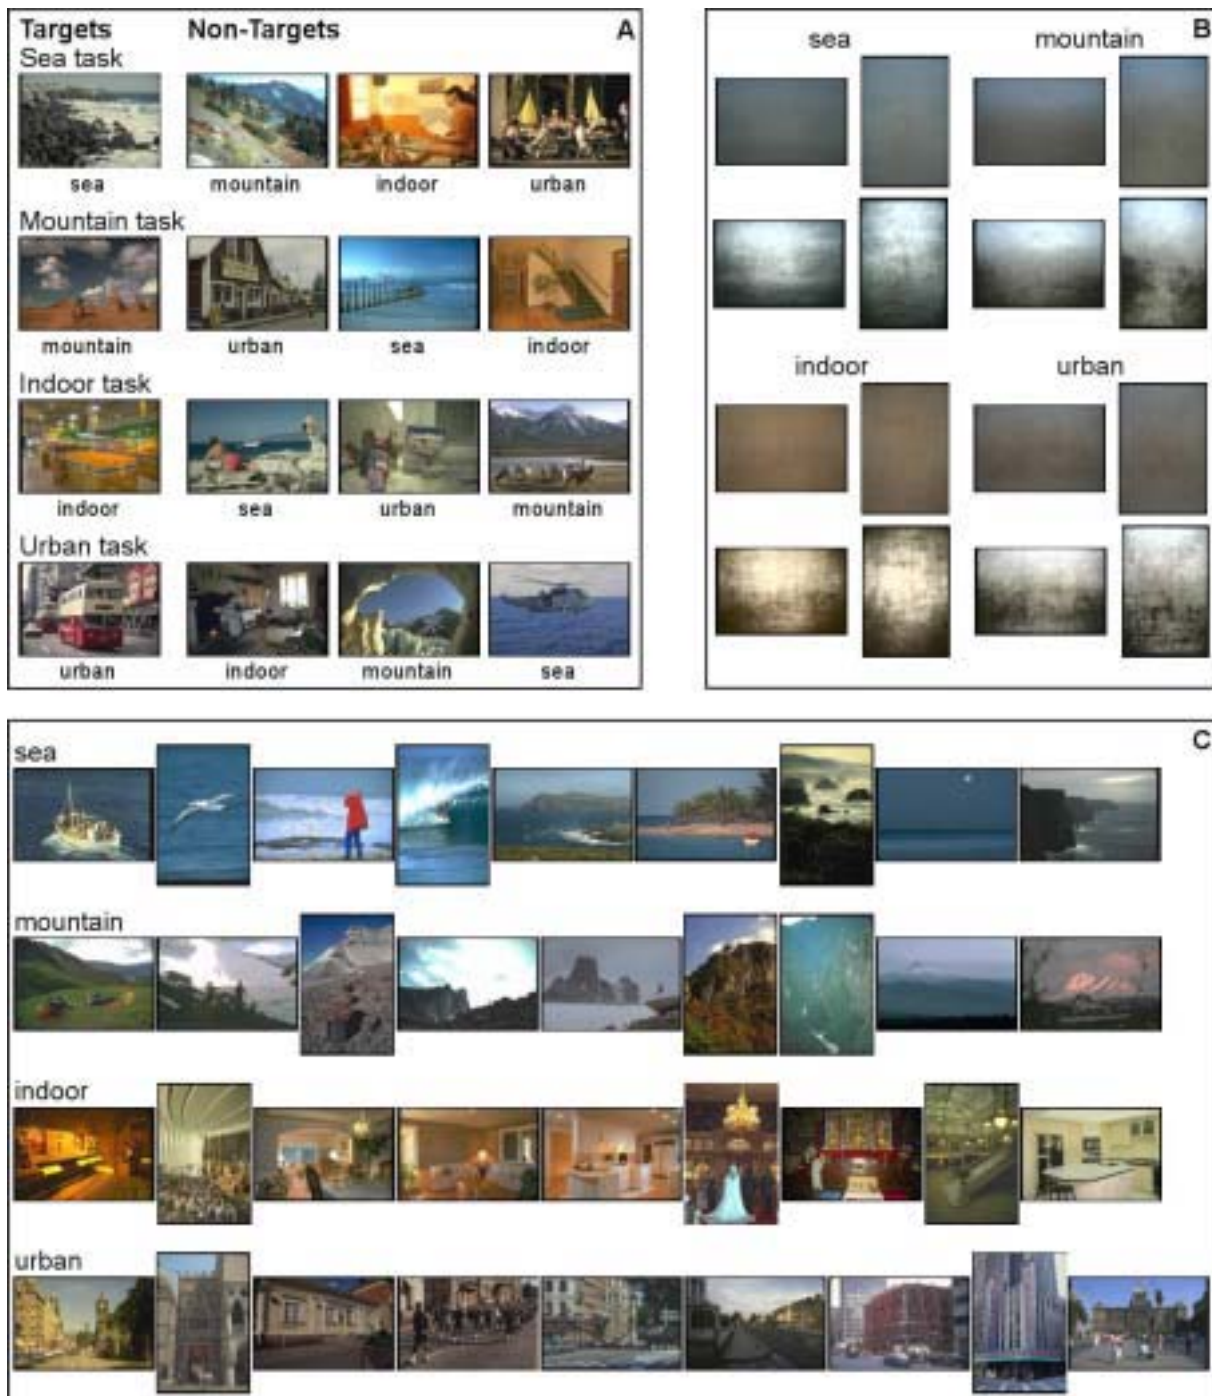 Targets Non-Targets A
Sea task
sea mountain indoor urban
Mountain task
mountain urban sea indoor
Indoor task
indoor sea urban mountain
Urban task
urban indoor mountain sea
B
sea mountain
indoor urban
C
sea
mountain
indoor
urban